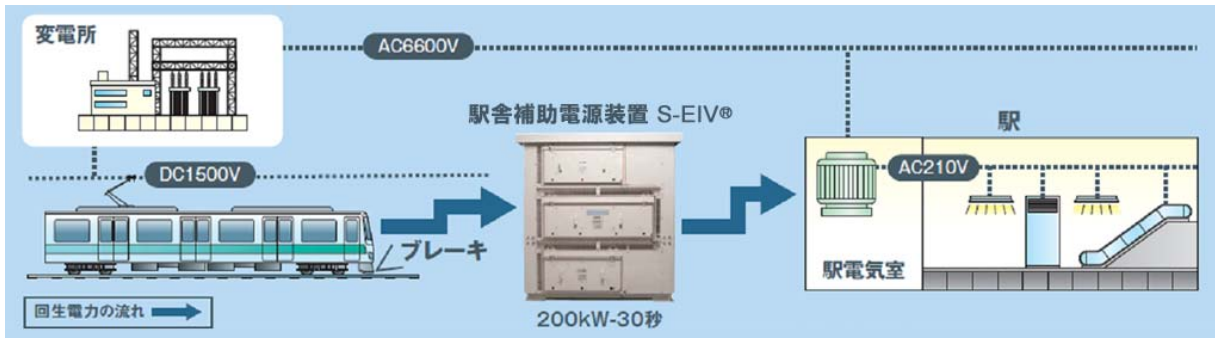 変電所
AC6600V
駅舎補助電源装置 S-EIV®
駅
DC1500V
AC210V
ブレーキ
駅電気室
回生電力の流れ
200kW-30秒